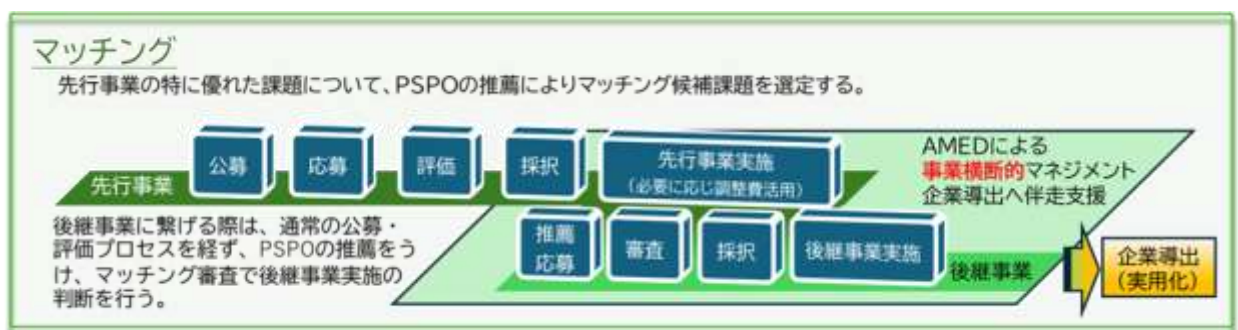 マッチング
先行事業の特に優れた課題について、PSPOの推薦によりマッチング候補課題を選定する。
公募
応募
評価
採択
先行事業実施
(必要に応じ調整費活用)
先行事業
AMEDによる
事業横断的マネジメント
企業導出へ伴走支援
後継事業に繋げる際は、通常の公募・
評価プロセスを経ず、PSPOの推薦をう
け、マッチング審査で後継事業実施の
判断を行う。
推薦
応募
審査
採択
後継事業実施
後継事業
企業導出
(実用化)